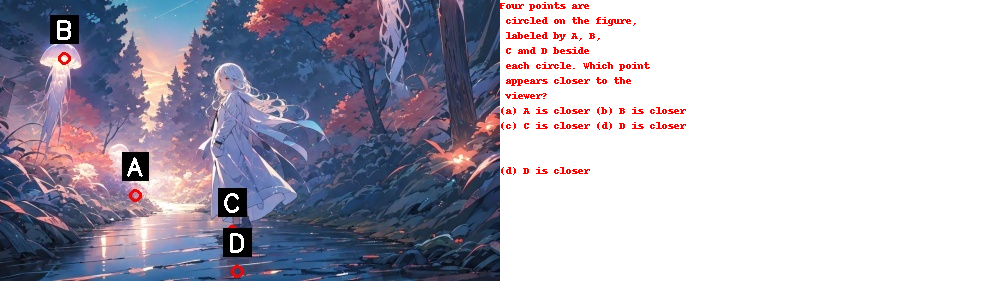 B
A
C
D
Four points are
circled on the figure,
labeled by A, B,
C and D beside
each circle. Which point
appears closer to the
viewer?
(a) A is closer (b) B is closer
(c) C is closer (d) D is closer
(d) D is closer